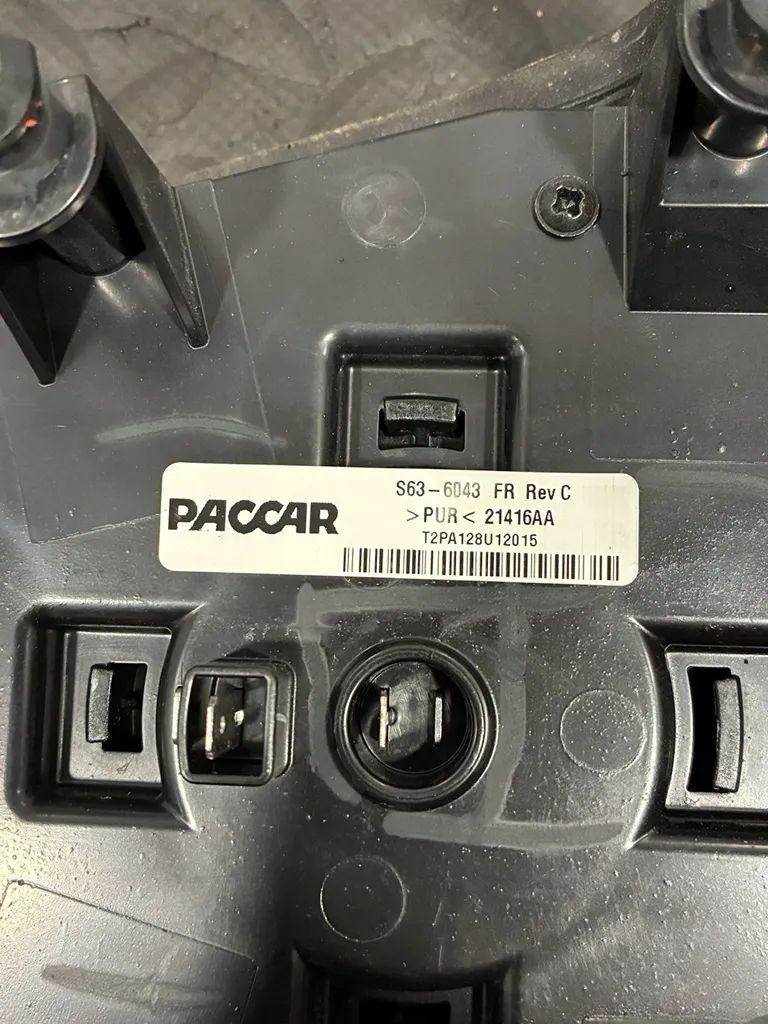 PACCAR
S63-6043 FR Rev C
>PUR< 21416AA
T2PA128U12015